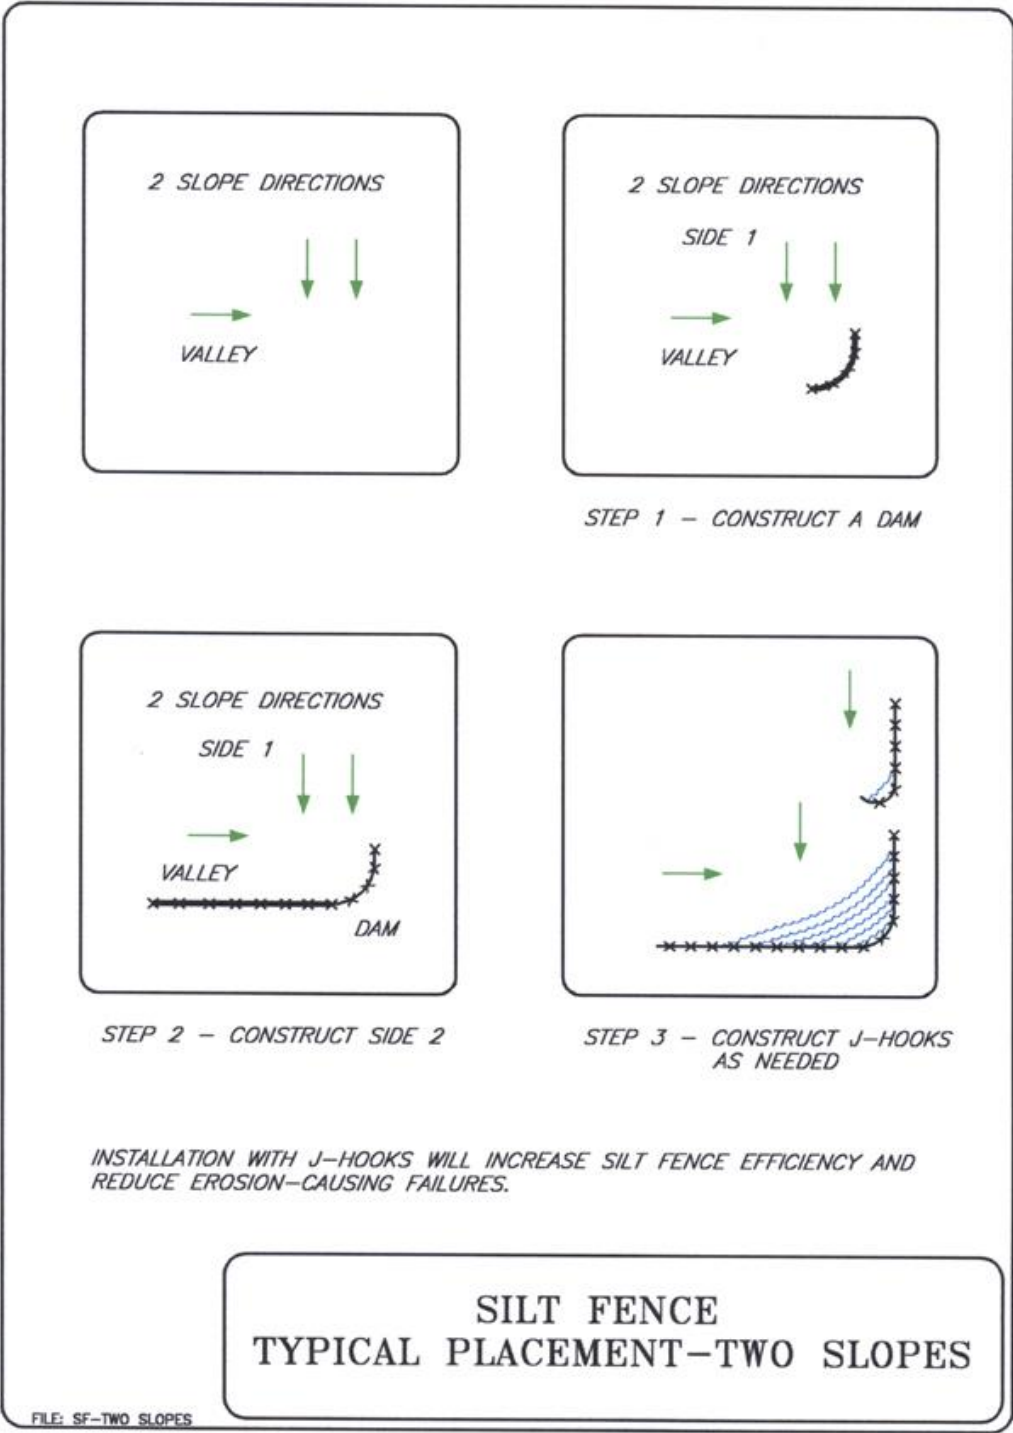 2 SLOPE DIRECTIONS
VALLEY
2 SLOPE DIRECTIONS
SIDE 1
VALLEY
STEP 1 – CONSTRUCT A DAM
2 SLOPE DIRECTIONS
SIDE 1
VALLEY
DAM
STEP 2 – CONSTRUCT SIDE 2
STEP 3 – CONSTRUCT J–HOOKS
AS NEEDED
INSTALLATION WITH J–HOOKS WILL INCREASE SILT FENCE EFFICIENCY AND
REDUCE EROSION–CAUSING FAILURES.
SILT FENCE
TYPICAL PLACEMENT–TWO SLOPES
FILE: SF–TWO SLOPES